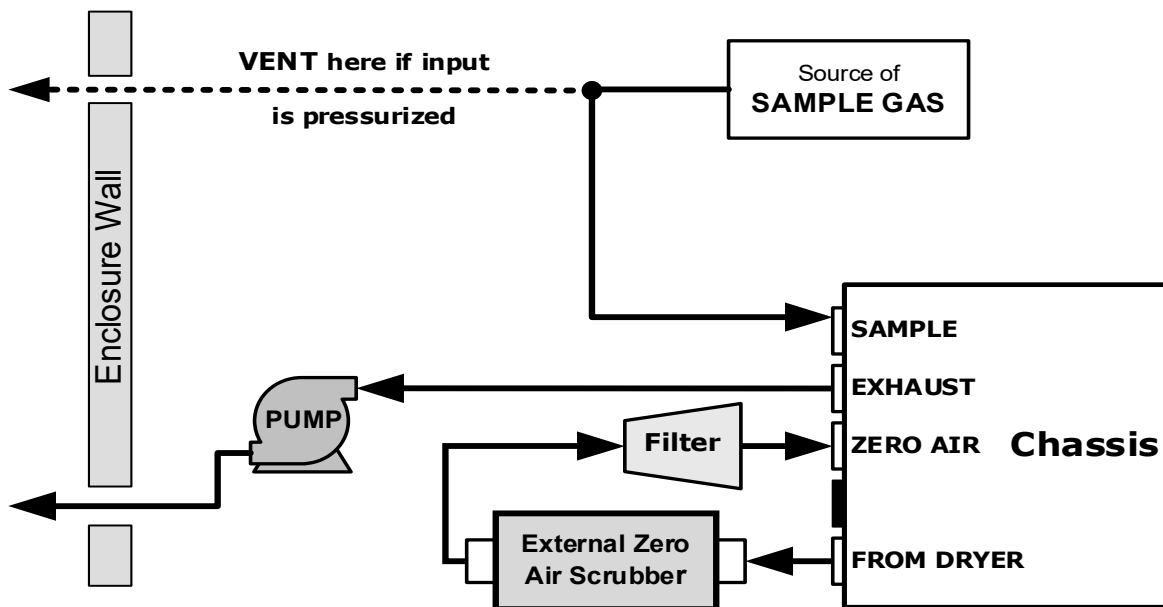 VENT here if input
is pressurized
Source of
SAMPLE GAS
Enclosure Wall
SAMPLE
EXHAUST
PUMP
Filter
ZERO AIR
Chassis
External Zero
Air Scrubber
FROM DRYER